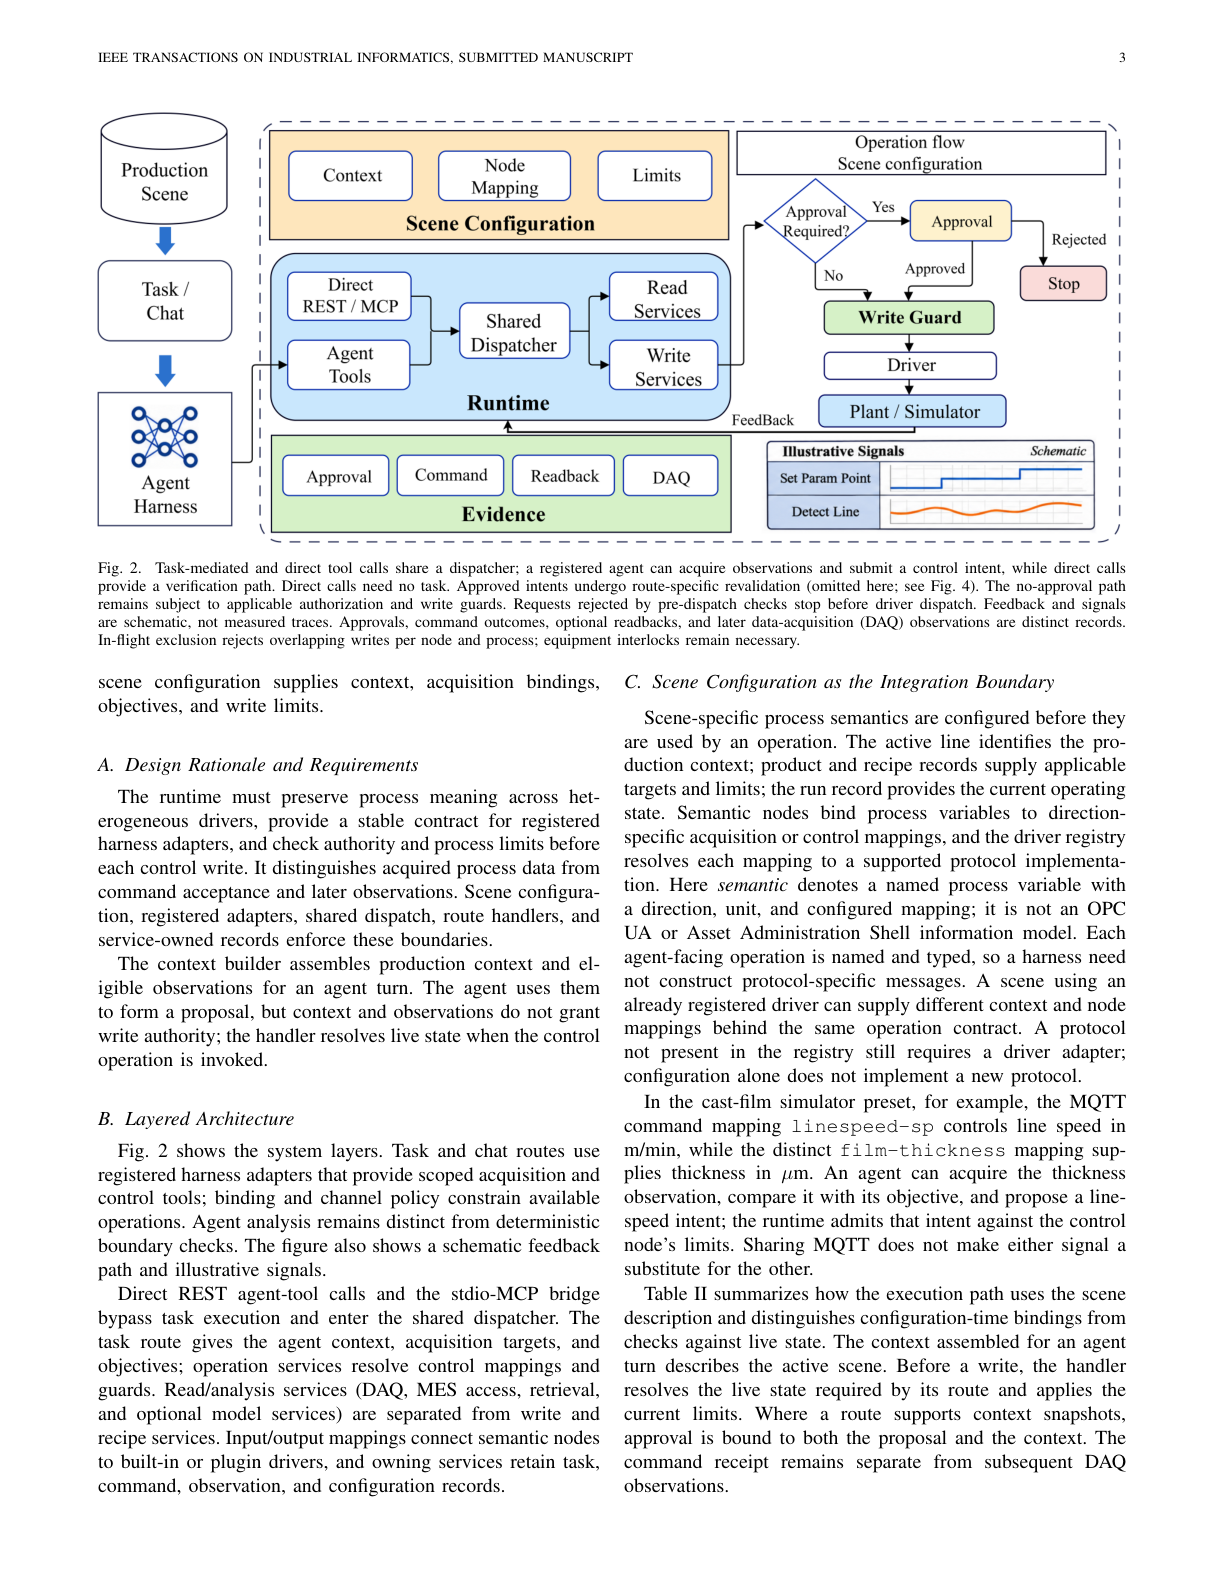 IEEE TRANSACTIONS ON INDUSTRIAL INFORMATICS, SUBMITTED MANUSCRIPT
3
Production
Scene
Task /
Chat
Agent
Harness
Context
Node
Mapping
Limits
Scene Configuration
Direct
REST / MCP
Agent
Tools
Shared
Dispatcher
Read
Services
Write
Services
Runtime
Approval
Command
Readback
DAQ
Evidence
Operation flow
Scene configuration
Approval
Required?
Yes
Approval
Rejected
Stop
No
Approved
Write Guard
Driver
Plant / Simulator
FeedBack
Illustrative Signals
Schematic
Set Param Point
Detect Line
Fig. 2. Task-mediated and direct tool calls share a dispatcher; a registered agent can acquire observations and submit a control intent, while direct calls
provide a verification path. Direct calls need no task. Approved intents undergo route-specific revalidation (omitted here; see Fig. 4). The no-approval path
remains subject to applicable authorization and write guards. Requests rejected by pre-dispatch checks stop before driver dispatch. Feedback and signals
are schematic, not measured traces. Approvals, command outcomes, optional readbacks, and later data-acquisition (DAQ) observations are distinct records.
In-flight exclusion rejects overlapping writes per node and process; equipment interlocks remain necessary.
scene configuration supplies context, acquisition bindings,
objectives, and write limits.
A. Design Rationale and Requirements
The runtime must preserve process meaning across het-
erogeneous drivers, provide a stable contract for registered
harness adapters, and check authority and process limits before
each control write. It distinguishes acquired process data from
command acceptance and later observations. Scene configura-
tion, registered adapters, shared dispatch, route handlers, and
service-owned records enforce these boundaries.
The context builder assembles production context and el-
igible observations for an agent turn. The agent uses them
to form a proposal, but context and observations do not grant
write authority; the handler resolves live state when the control
operation is invoked.
B. Layered Architecture
Fig. 2 shows the system layers. Task and chat routes use
registered harness adapters that provide scoped acquisition and
control tools; binding and channel policy constrain available
operations. Agent analysis remains distinct from deterministic
boundary checks. The figure also shows a schematic feedback
path and illustrative signals.
Direct REST agent-tool calls and the stdio-MCP bridge
bypass task execution and enter the shared dispatcher. The
task route gives the agent context, acquisition targets, and
objectives; operation services resolve control mappings and
guards. Read/analysis services (DAQ, MES access, retrieval,
and optional model services) are separated from write and
recipe services. Input/output mappings connect semantic nodes
to built-in or plugin drivers, and owning services retain task,
command, observation, and configuration records.
C. Scene Configuration as the Integration Boundary
Scene-specific process semantics are configured before they
are used by an operation. The active line identifies the pro-
duction context; product and recipe records supply applicable
targets and limits; the run record provides the current operating
state. Semantic nodes bind process variables to direction-
specific acquisition or control mappings, and the driver registry
resolves each mapping to a supported protocol implementa-
tion. Here semantic denotes a named process variable with
a direction, unit, and configured mapping; it is not an OPC
UA or Asset Administration Shell information model. Each
agent-facing operation is named and typed, so a harness need
not construct protocol-specific messages. A scene using an
already registered driver can supply different context and node
mappings behind the same operation contract. A protocol
not present in the registry still requires a driver adapter;
configuration alone does not implement a new protocol.
In the cast-film simulator preset, for example, the MQTT
command mapping linespeed-sp controls line speed in
m/min, while the distinct film-thickness mapping sup-
plies thickness in μm. An agent can acquire the thickness
observation, compare it with its objective, and propose a line-
speed intent; the runtime admits that intent against the control
node's limits. Sharing MQTT does not make either signal a
substitute for the other.
Table II summarizes how the execution path uses the scene
description and distinguishes configuration-time bindings from
checks against live state. The context assembled for an agent
turn describes the active scene. Before a write, the handler
resolves the live state required by its route and applies the
current limits. Where a route supports context snapshots,
approval is bound to both the proposal and the context. The
command receipt remains separate from subsequent DAQ
observations.